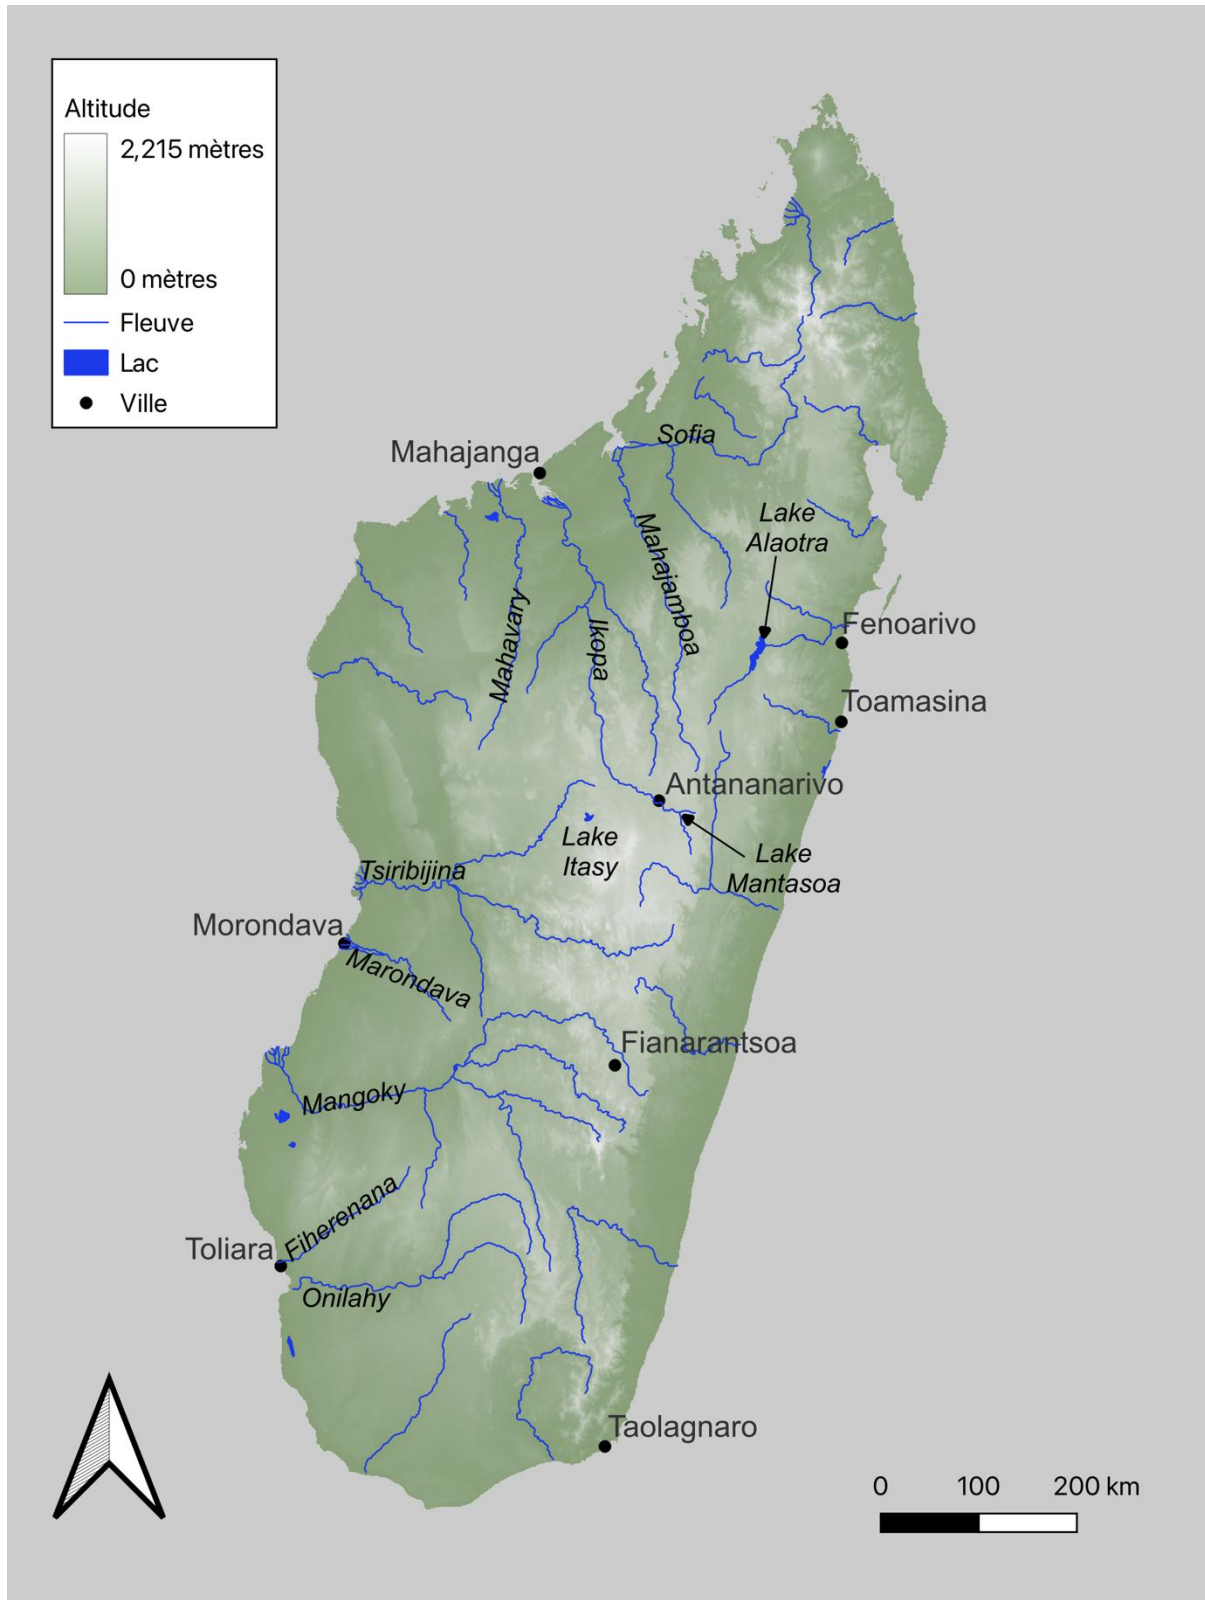 Altitude
2,215 mètres
0 mètres
Fleuve
Lac
Ville
Sofia
Mahajanga
Lake
Alaotra
Mahajamboa
Mahavary
Ikopa
Fenoarivo
Toamasina
Antananarivo
Lake
Itasy
Lake
Mantasoa
Tsiribijina
Morondava
Marondava
Fianarantsoa
Mangoky
Fiherenana
Toliara
Onilahy
Taolagnaro
0 100 200 km